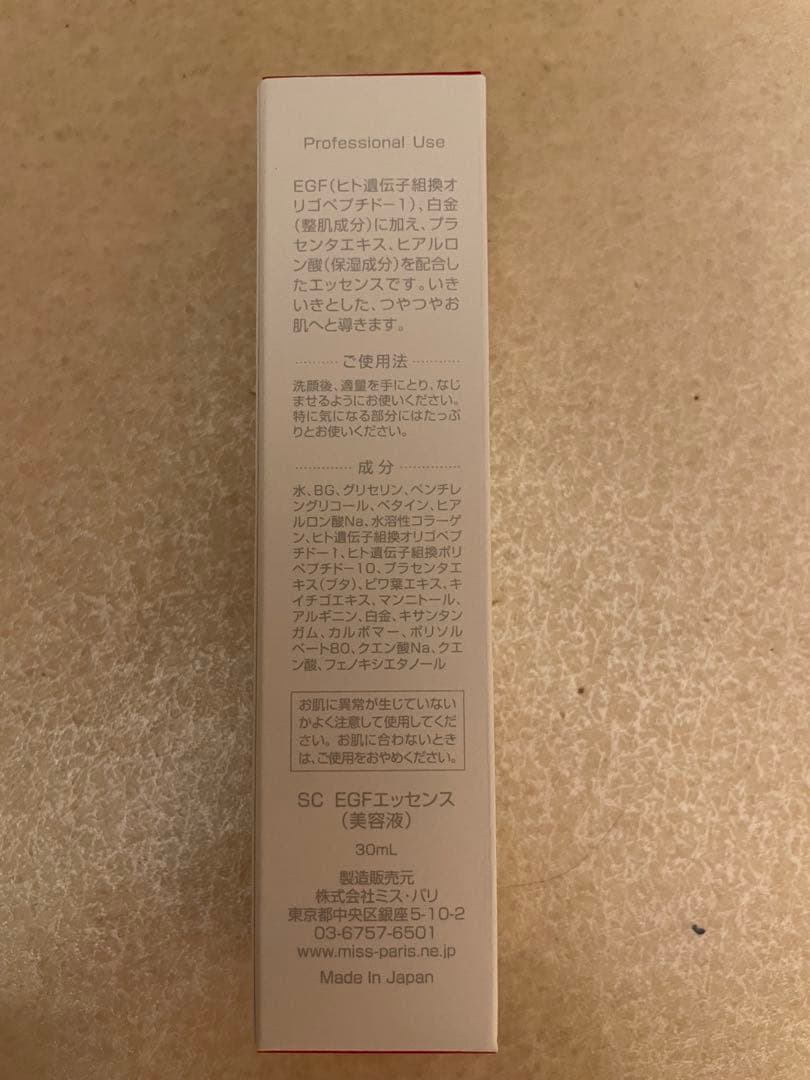 Professional Use
EGF(ヒト遺伝子組換オ
リゴペプチド-1)、白金
(整肌成分)に加え、プラ
センタエキス、ヒアルロ
ン酸(保湿成分)を配合し
たエッセンスです。いき
いきとした、つやつやお
肌へと導きます。
ご使用法
洗顔後、適量を手にとり、なじ
ませるようにお使いください。
特に気になる部分にはたっぷ
りとお使いください。
成分
水、BG、グリセリン、ペンチレ
ングリコール、ベタイン、ヒア
ルロン酸Na、水溶性コラーゲ
ン、ヒト遺伝子組換オリゴペプ
チドー1、ヒト遺伝子組換ポリ
ペプチド-10、プラセンタエ
キス(ブタ)、ビワ葉エキス、キ
イチゴエキス、マンニトール、
アルギニン、白金、キサンタン
ガム、カルボマー、ポリソル
ベート80、クエン酸Na、クエ
ン酸、フェノキシエタノール
お肌に異常が生じていない
かよく注意して使用してくだ
さい。お肌に合わないとき
は、ご使用をおやめください。
SC EGFエッセンス
(美容液)
30mL
製造販売元
株式会社ミス・パリ
東京都中央区銀座5-10-2
03-6757-6501
www.miss-paris.ne.jp
Made In Japan